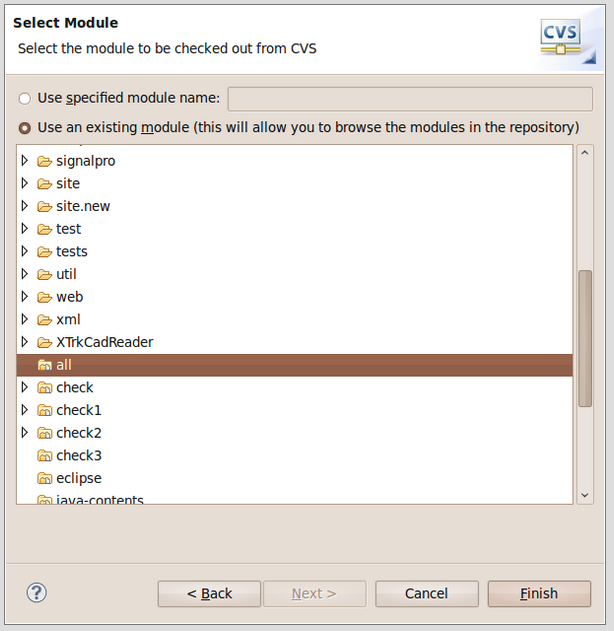 Select Module
Select the module to be checked out from CVS
CVS
Use specified module name:
Use an existing module (this will allow you to browse the modules in the repository)
signalpro
site
site.new
test
tests
util
web
xml
XTrkCadReader
all
check
check1
check2
check3
eclipse
java-contents
?
< Back
Next >
Cancel
Finish